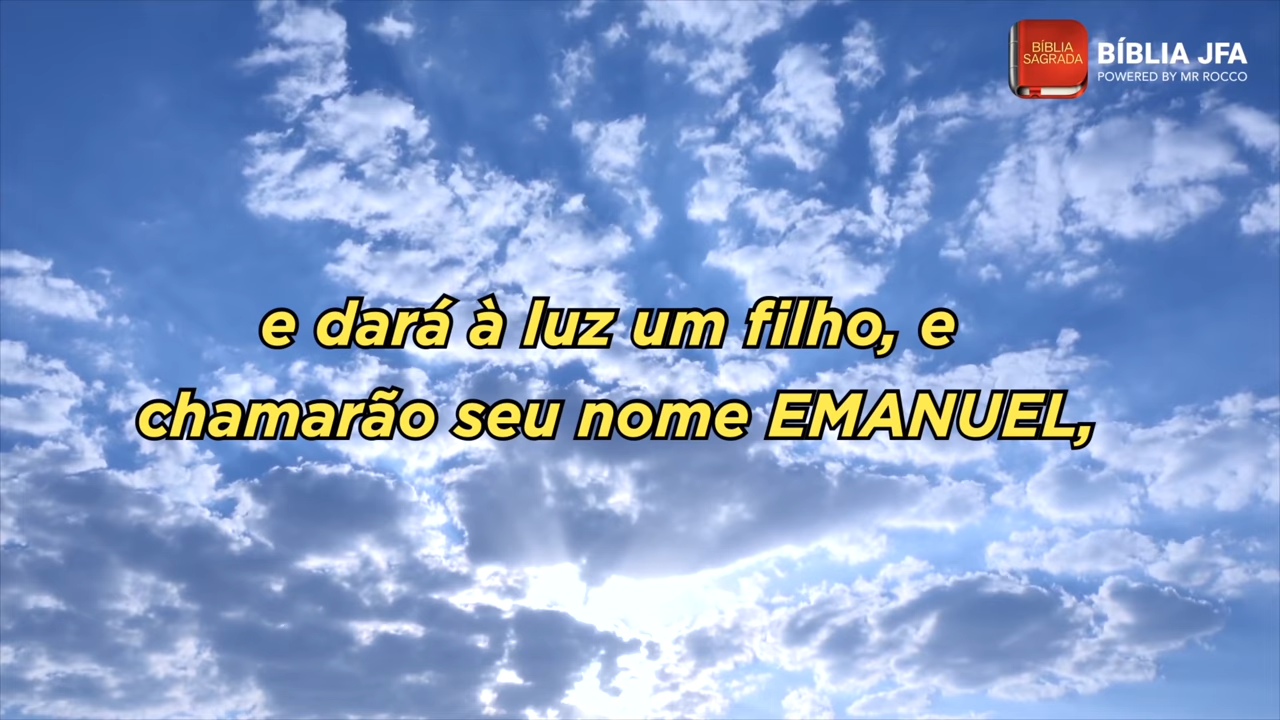 BÍBLIA
SAGRADA
BÍBLIA JFA
POWERED BY MR ROCCO
e dará à luz um filho, e
chamarão seu nome EMANUEL,